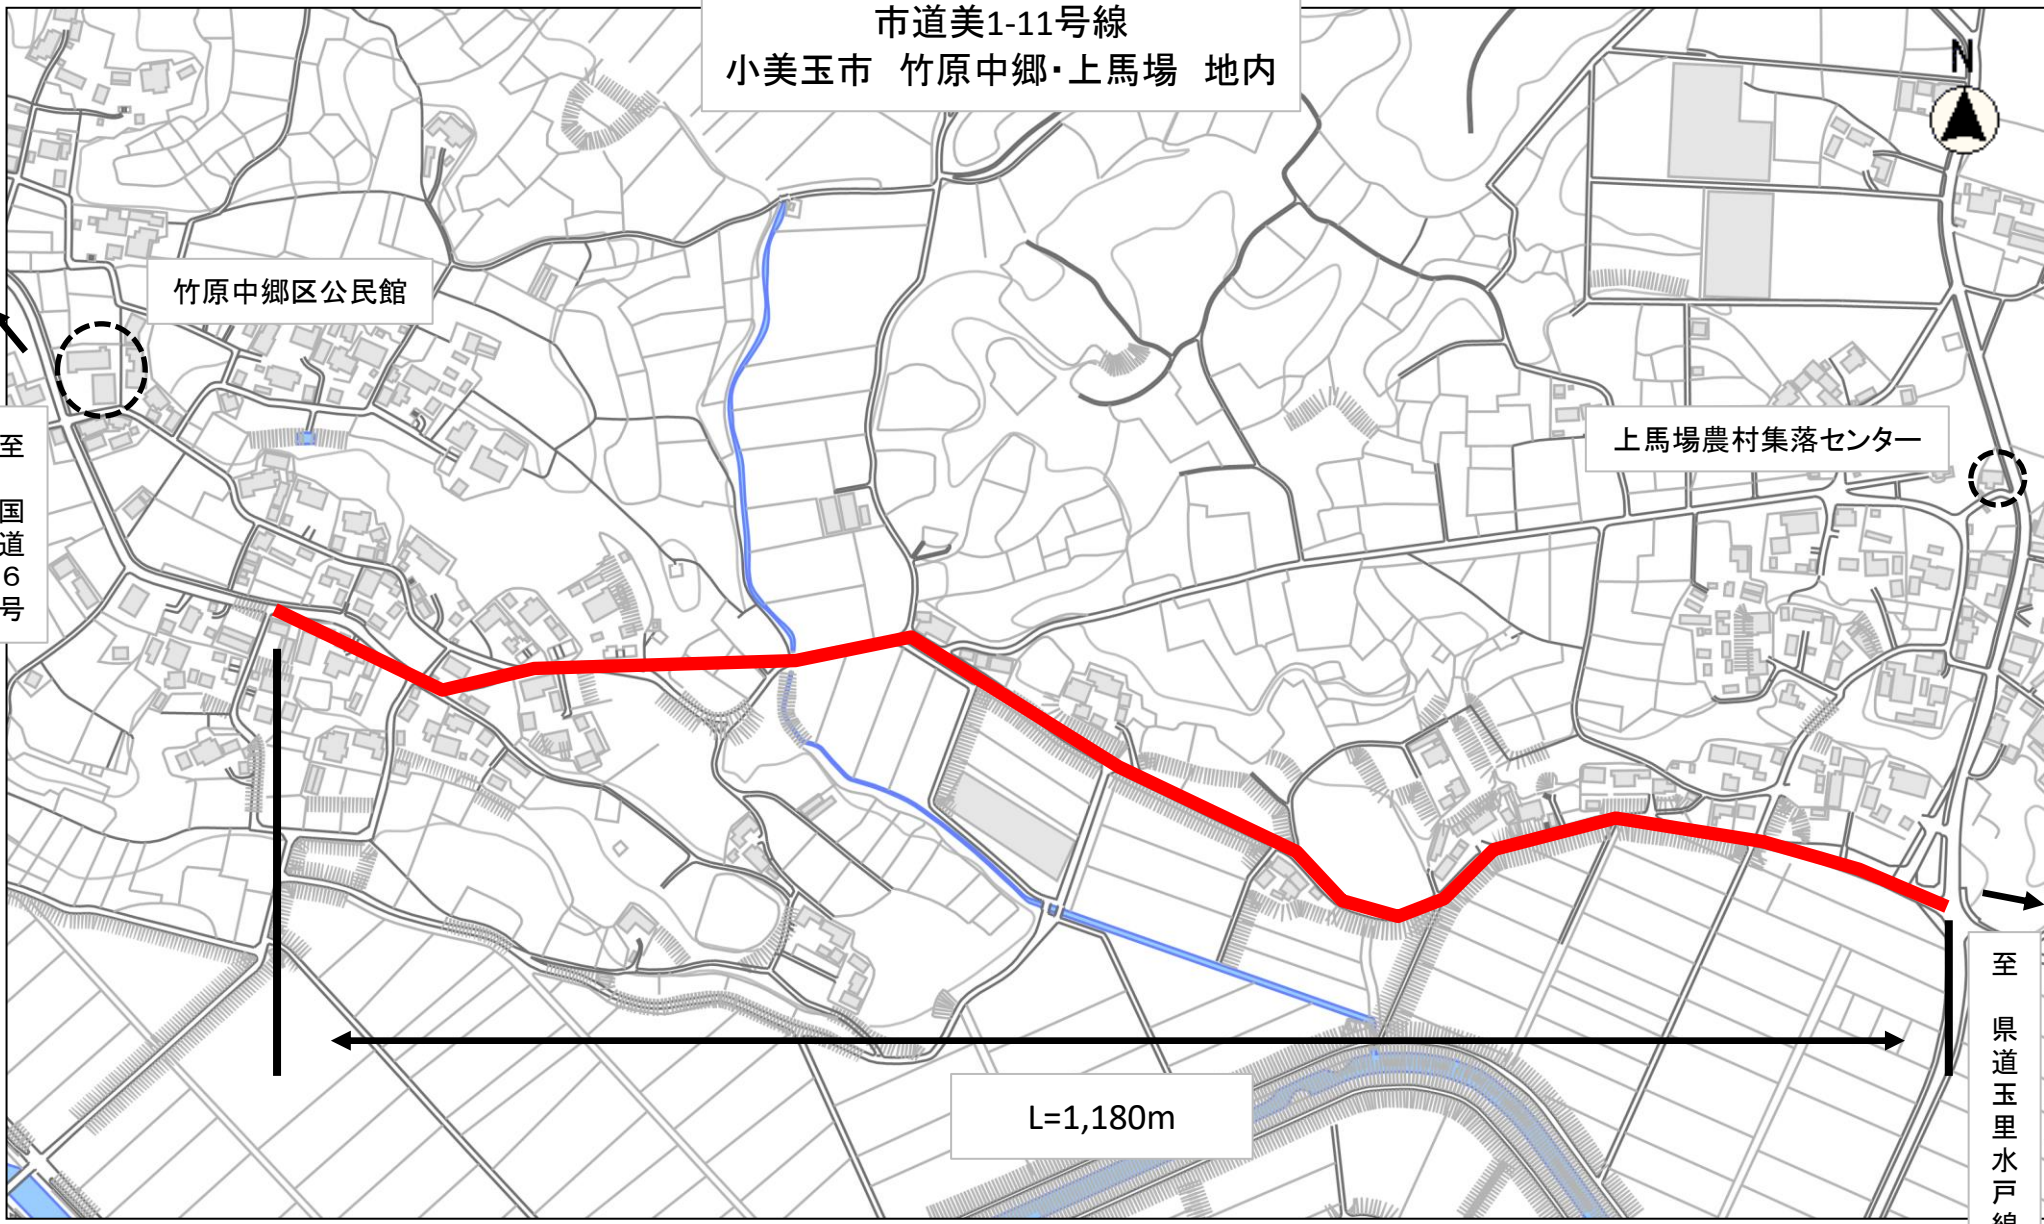 市道美1-11号線
小美玉市　竹原中郷・上馬場　地内
N
竹原中郷区公民館
上馬場農村集落センター
至　国道６号
L=1,180m
至　県道玉里水戸線